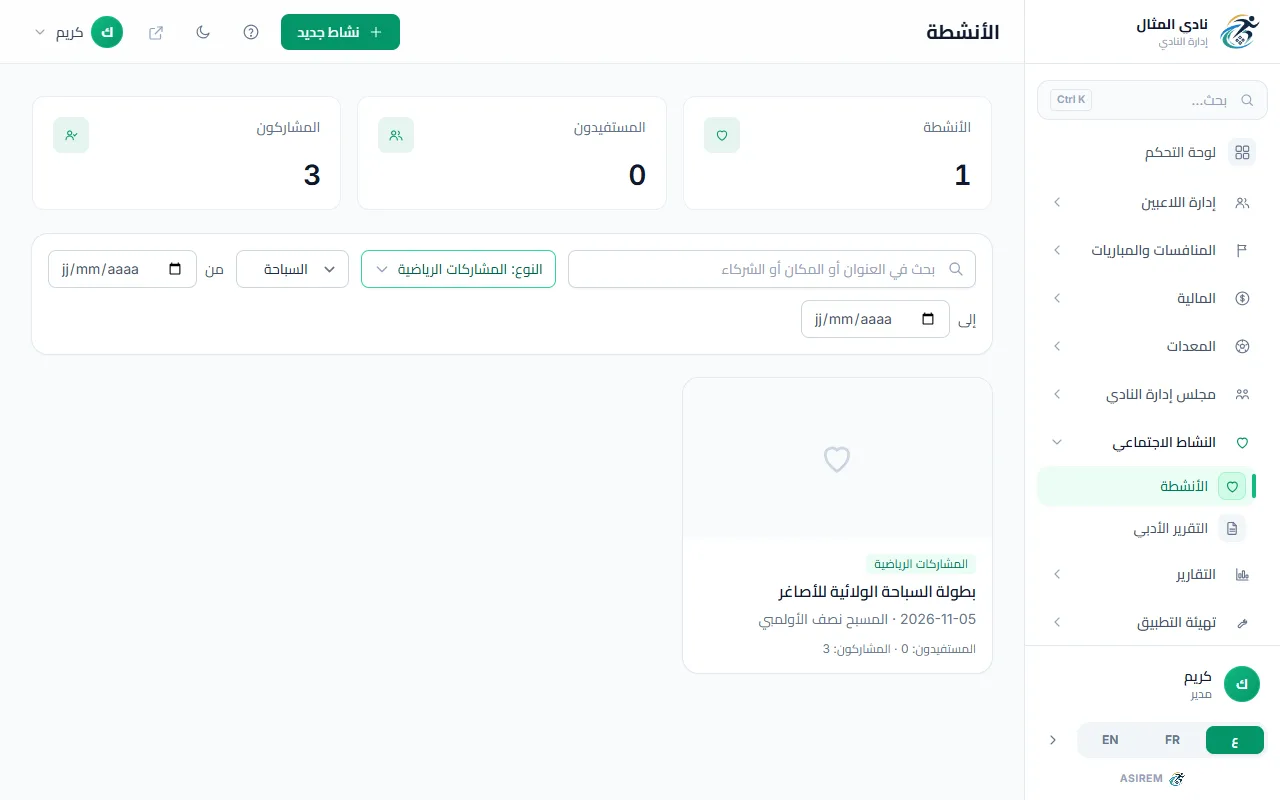 نادي المثال
إدارة النادي
بحث...
Ctrl K
لوحة التحكم
إدارة اللاعبين
المنافسات والمباريات
المالية
المعدات
مجلس إدارة النادي
النشاط الاجتماعي
الأنشطة
التقرير الأدبي
التقارير
تهيئة التطبيق
ك
كريم
مدير
ع
FR
EN
ASIREM
الأنشطة
نشاط جديد
ك
كريم
الأنشطة
1
المستفيدون
0
المشاركون
3
بحث في العنوان أو المكان أو الشركاء
النوع: المشاركات الرياضية
السباحة
من
jj/mm/aaaa
إلى
jj/mm/aaaa
المشاركات الرياضية
بطولة السباحة الولائية للأصاغر
2026-11-05 · المسبح نصف الأولمبي
المستفيدون: 0 · المشاركون: 3